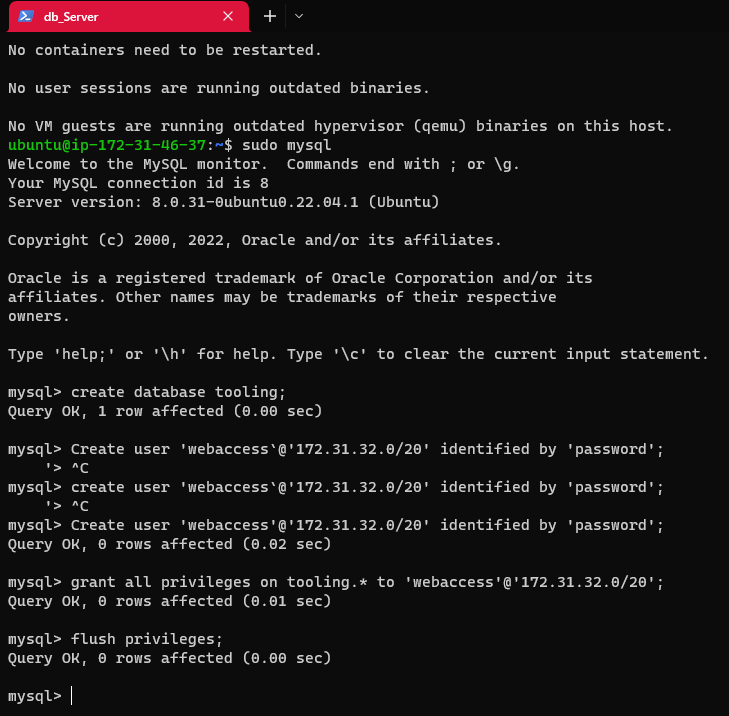 db_Server
No containers need to be restarted.
No user sessions are running outdated binaries.
No VM guests are running outdated hypervisor (qemu) binaries on this host.
ubuntu@ip-172-31-46-37:~$ sudo mysql
Welcome to the MySQL monitor.  Commands end with ; or \g.
Your MySQL connection id is 8
Server version: 8.0.31-0ubuntu0.22.04.1 (Ubuntu)
Copyright (c) 2000, 2022, Oracle and/or its affiliates.
Oracle is a registered trademark of Oracle Corporation and/or its
affiliates. Other names may be trademarks of their respective
owners.
Type 'help;' or '\h' for help. Type '\c' to clear the current input statement.
mysql> create database tooling;
Query OK, 1 row affected (0.00 sec)
mysql> Create user 'webaccess`@'172.31.32.0/20' identified by 'password';
    '> ^C
mysql> create user 'webaccess`@'172.31.32.0/20' identified by 'password';
    '> ^C
mysql> Create user 'webaccess'@'172.31.32.0/20' identified by 'password';
Query OK, 0 rows affected (0.02 sec)
mysql> grant all privileges on tooling.* to 'webaccess'@'172.31.32.0/20';
Query OK, 0 rows affected (0.01 sec)
mysql> flush privileges;
Query OK, 0 rows affected (0.00 sec)
mysql>